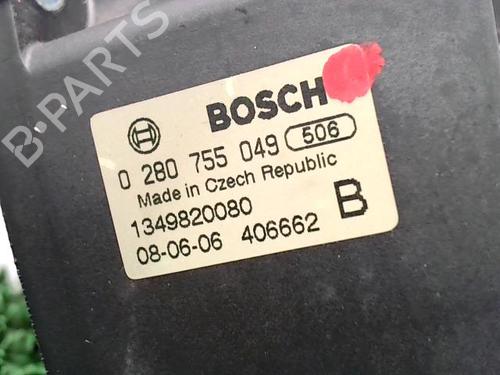 B-PARTS
BOSCH
0 280 755 049 506
Made in Czech Republic
1349820080
08-06-06 406662 B